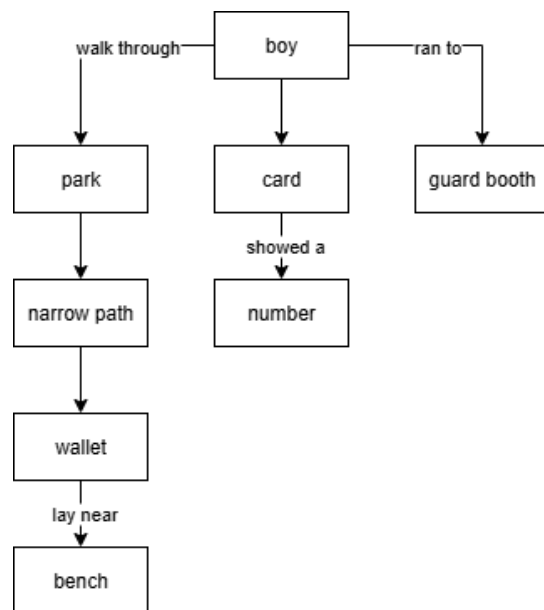 boy
walk through
ran to
park
card
guard booth
showed a
narrow path
number
wallet
lay near
bench